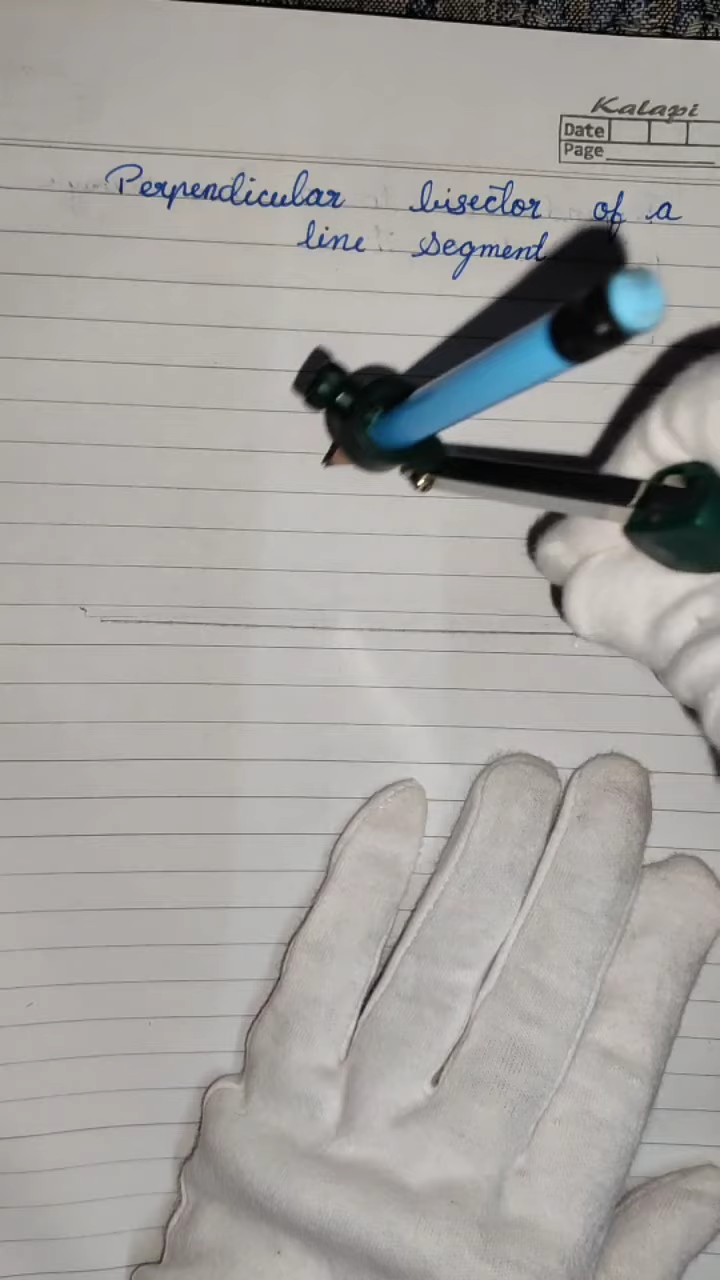 Kalapi
Date
Page
Perpendicular bisector of a
line segment